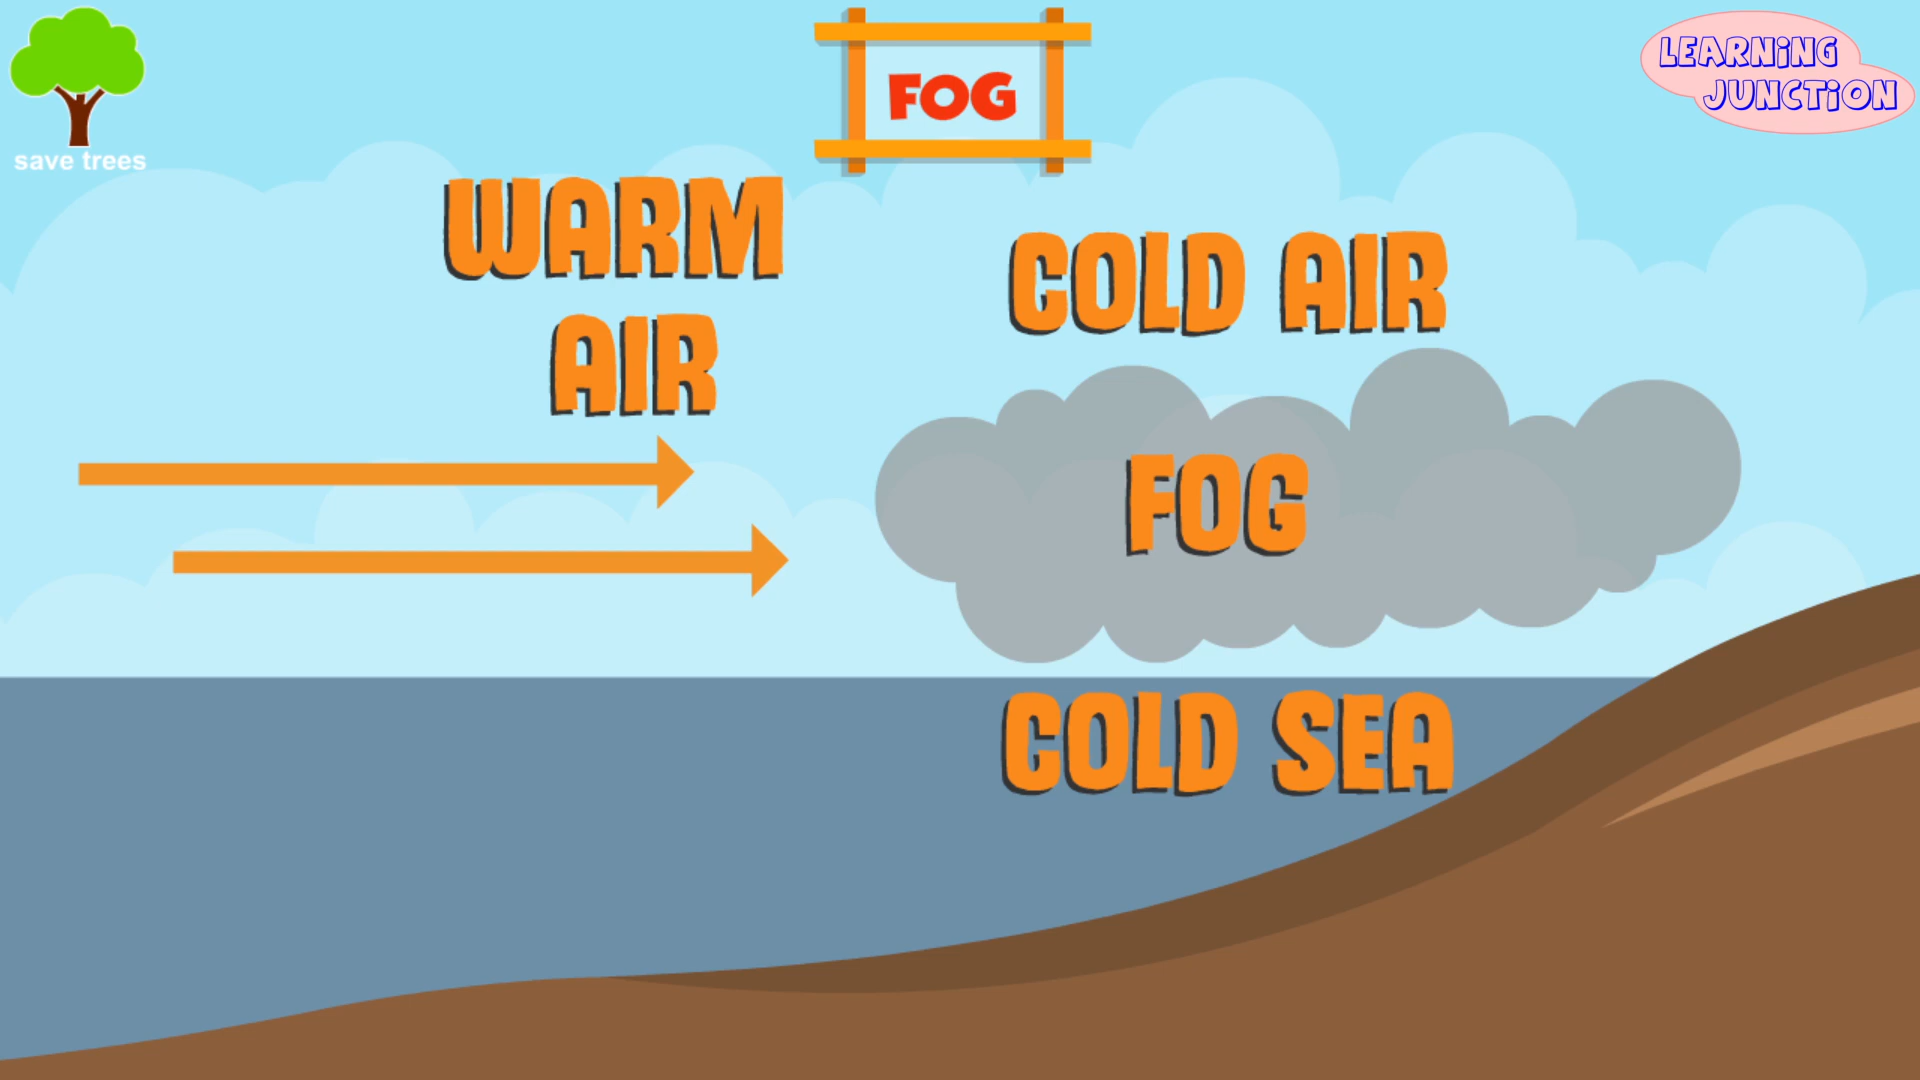 save trees
FOG
LEARNING
JUNCTION
WARM
AIR
COLD AIR
FOG
COLD SEA